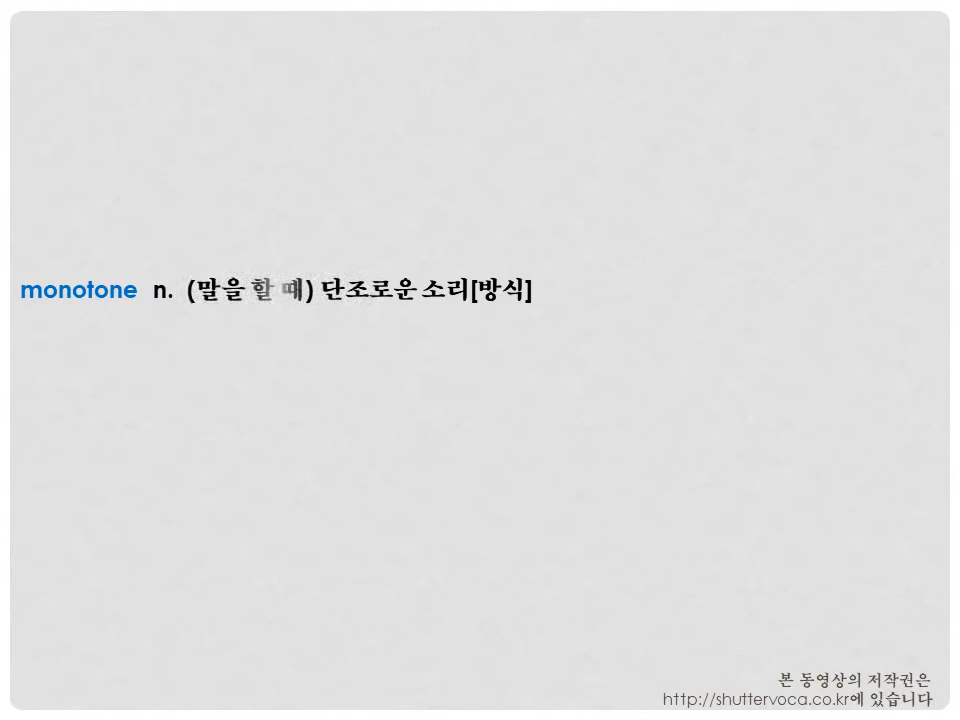 monotone n. (말을 할 때) 단조로운 소리[방식]
본 동영상의 저작권은
http://shuttervoca.co.kr에 있습니다